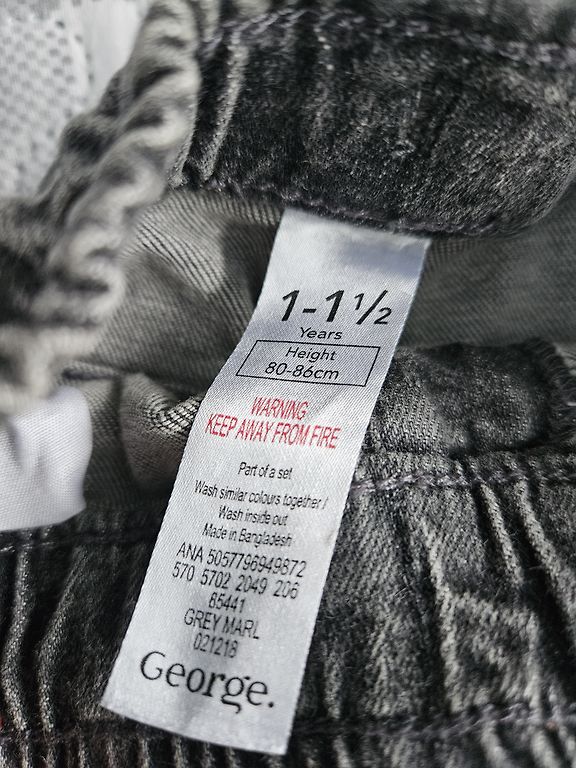 1-1½
Years
Height
80-86cm
WARNING
KEEP AWAY FROM FIRE
Part of a set
Wash similar colours together /
Wash inside out
Made in Bangladesh
ANA 5057796949872
570 5702 2049 206
65441
GREY MARL
021218
George.